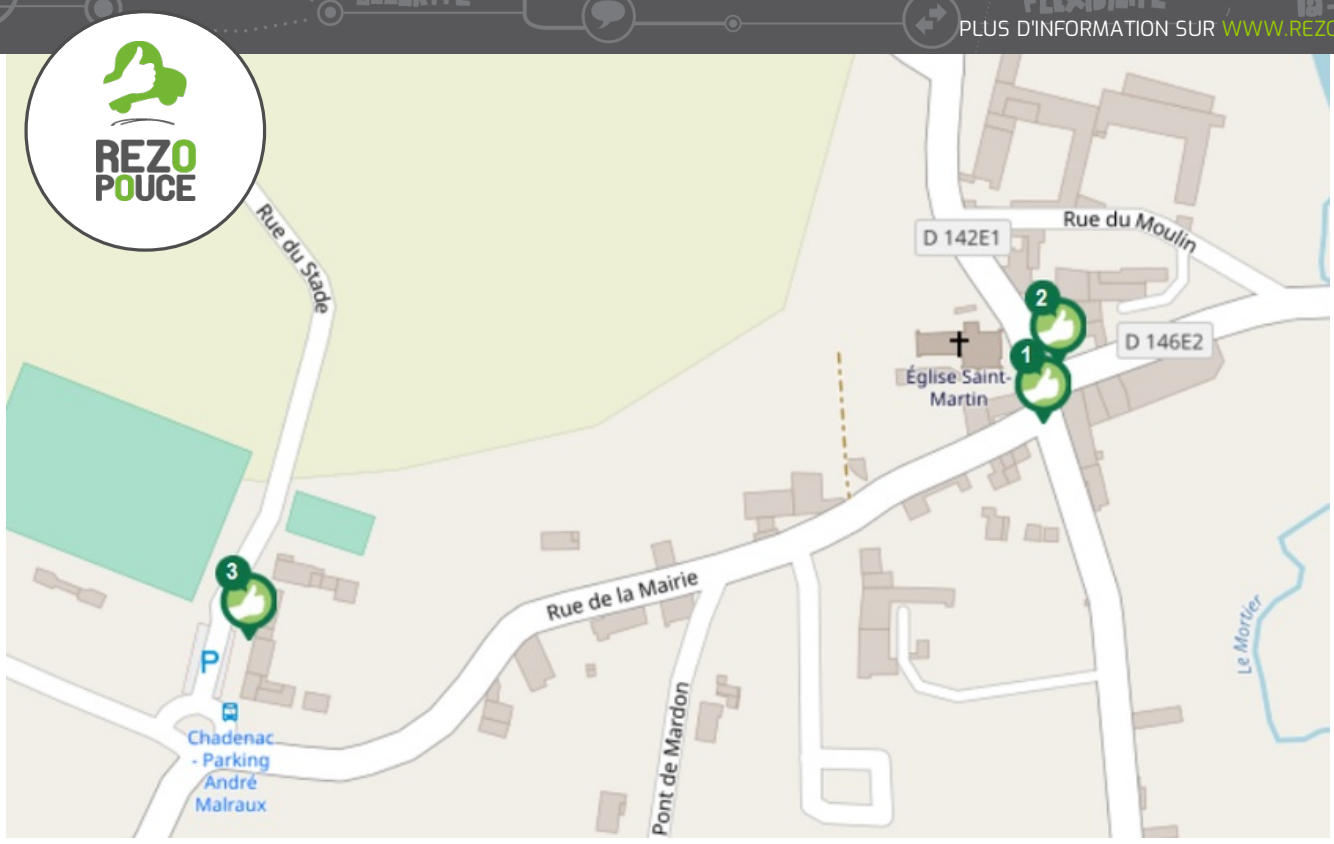 FLEXIBILITÉ
PLUS D'INFORMATION SUR WWW.REZO
REZO
POUCE
Rue du Stade
D 142E1
Rue du Moulin
2
D 146E2
1
Église Saint-
Martin
3
Rue de la Mairie
P
Chadenac
- Parking
André
Malraux
Pont de Mardon
Le Mortier